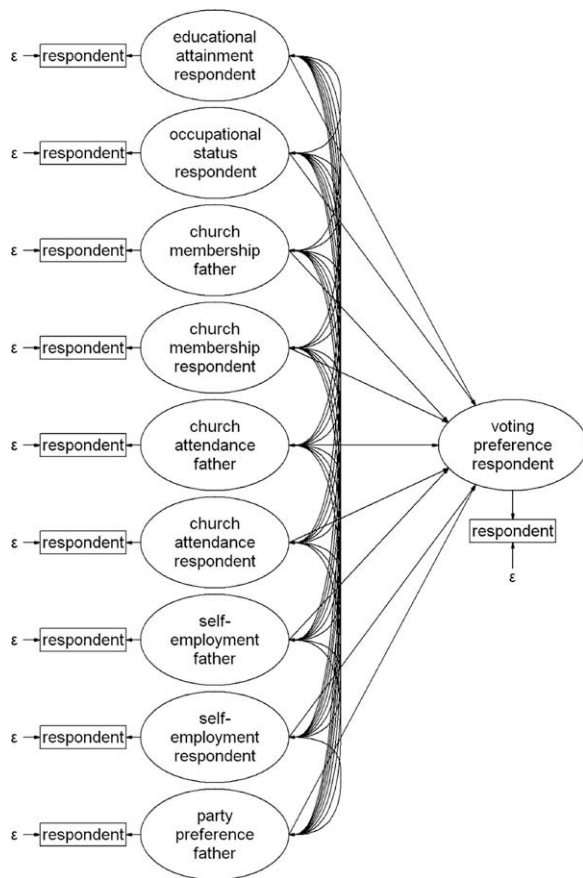 educational
attainment
respondent
ε
respondent
occupational
status
respondent
ε
respondent
church
membership
father
ε
respondent
church
membership
respondent
ε
respondent
church
attendance
father
ε
respondent
voting
preference
respondent
respondent
ε
church
attendance
respondent
ε
respondent
self-
employment
father
ε
respondent
self-
employment
respondent
ε
respondent
party
preference
father
ε
respondent